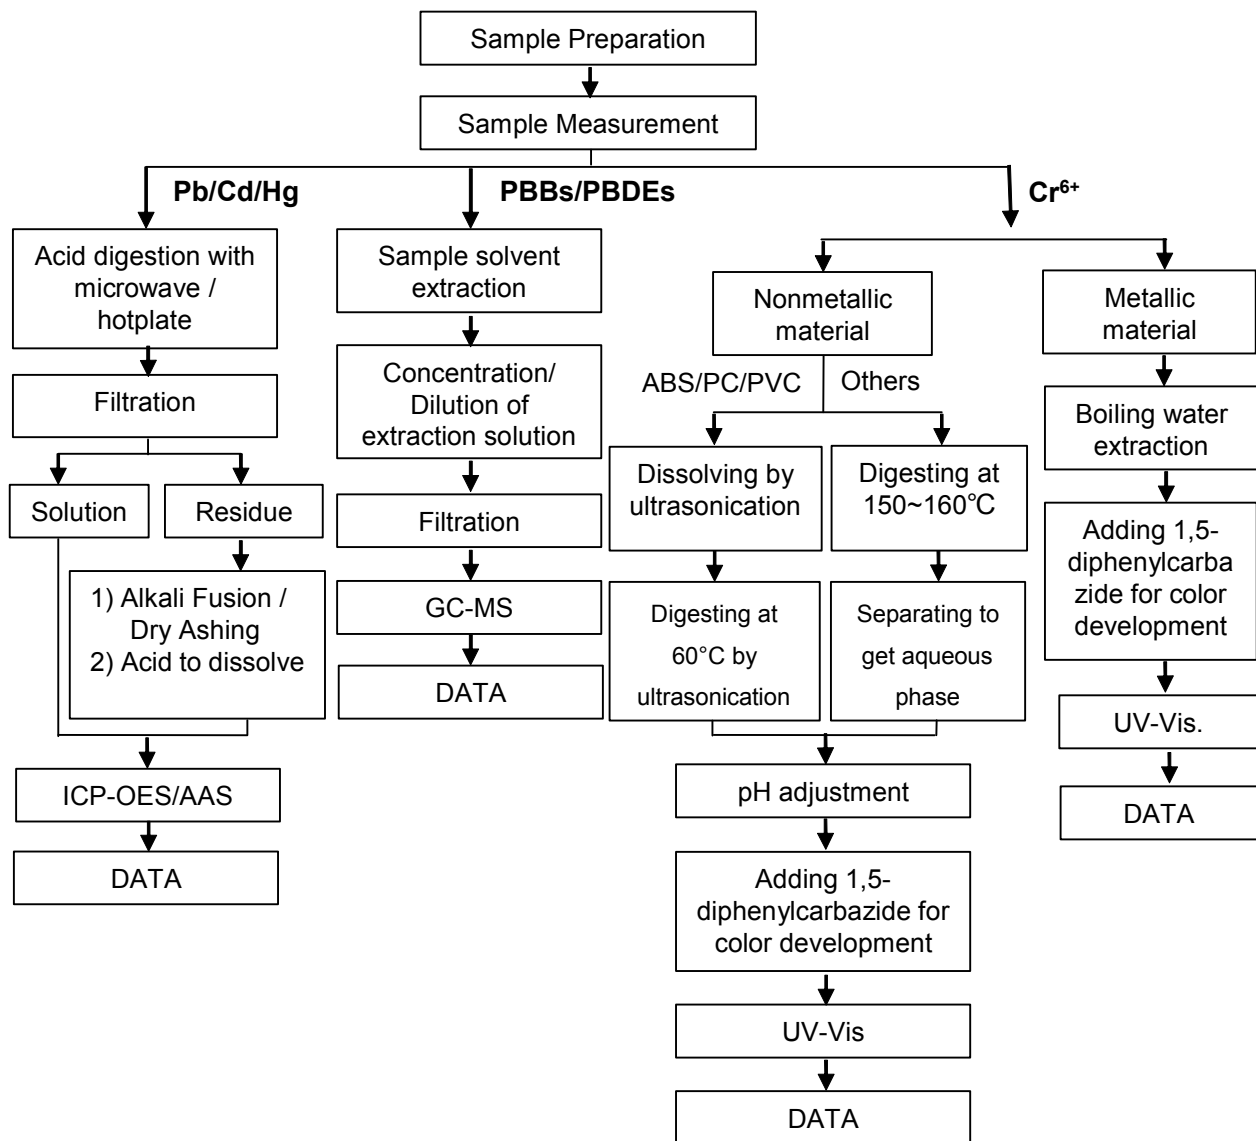 Sample Preparation
Sample Measurement
Pb/Cd/Hg
PBBs/PBDEs
Cr⁶⁺
Acid digestion with
microwave /
hotplate
Filtration
Solution
Residue
1) Alkali Fusion /
Dry Ashing
2) Acid to dissolve
ICP-OES/AAS
DATA
Sample solvent
extraction
Concentration/
Dilution of
extraction solution
Filtration
GC-MS
DATA
Nonmetallic
material
ABS/PC/PVC
Others
Dissolving by
ultrasonication
Digesting at
60°C by
ultrasonication
Digesting at
150~160℃
Separating to
get aqueous
phase
pH adjustment
Adding 1,5-
diphenylcarbazide for
color development
UV-Vis
DATA
Metallic
material
Boiling water
extraction
Adding 1,5-
diphenylcarba
zide for color
development
UV-Vis.
DATA